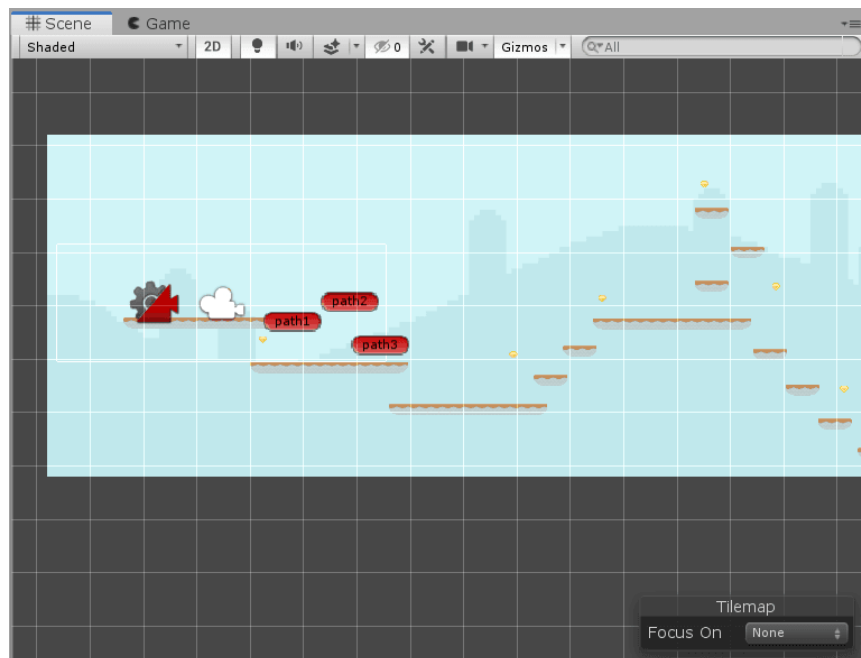 Scene Game
Shaded 2D 0 Gizmos All
path2
path1
path3
Tilemap
Focus On None